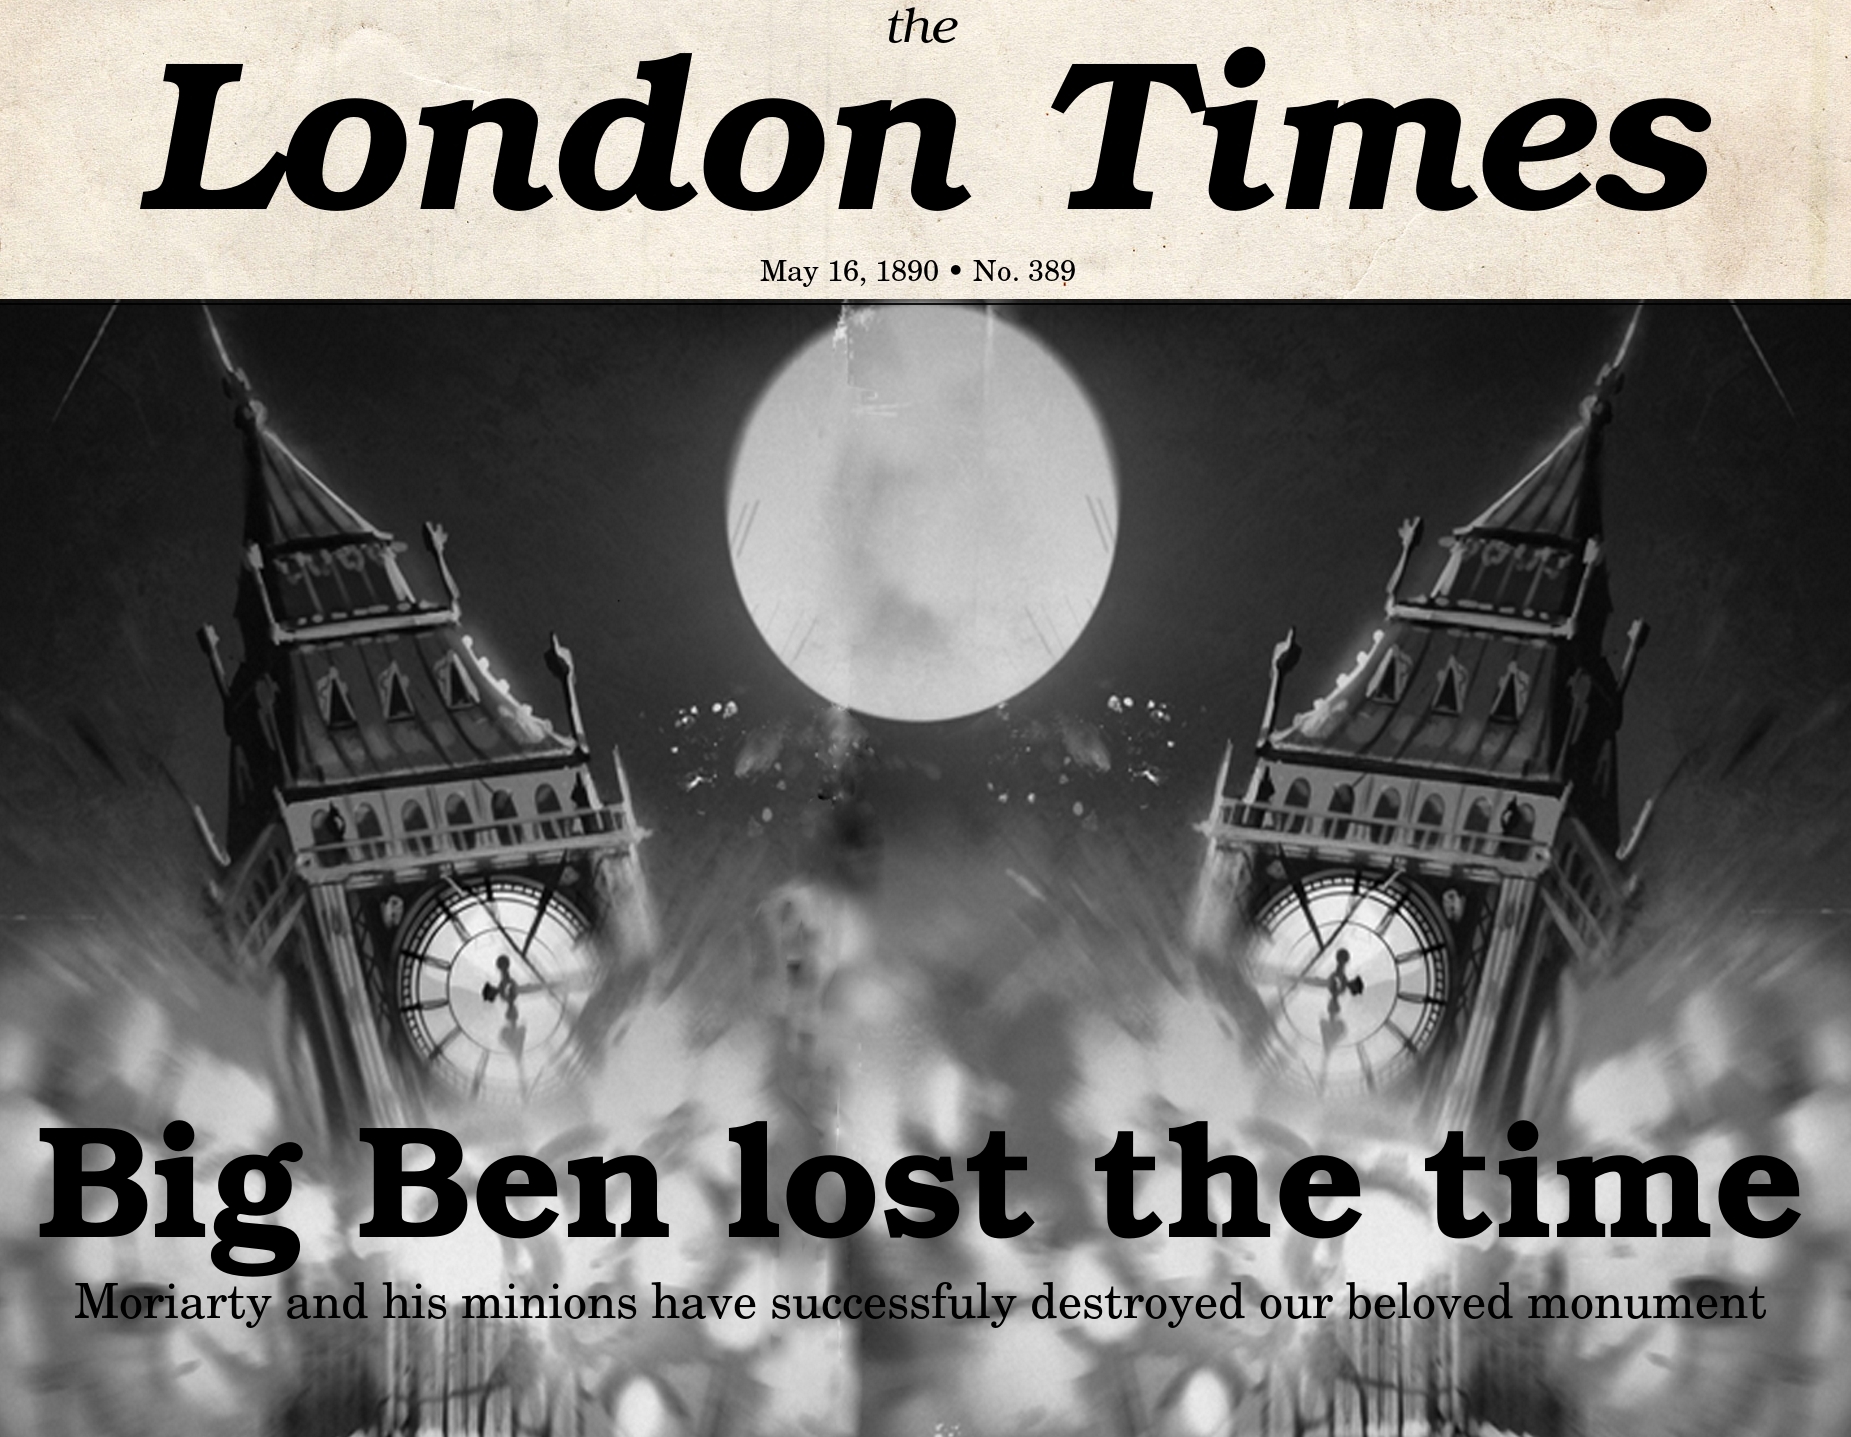 the
London Times
May 16, 1890 • No. 389
Big Ben lost the time
Moriarty and his minions have successfuly destroyed our beloved monument